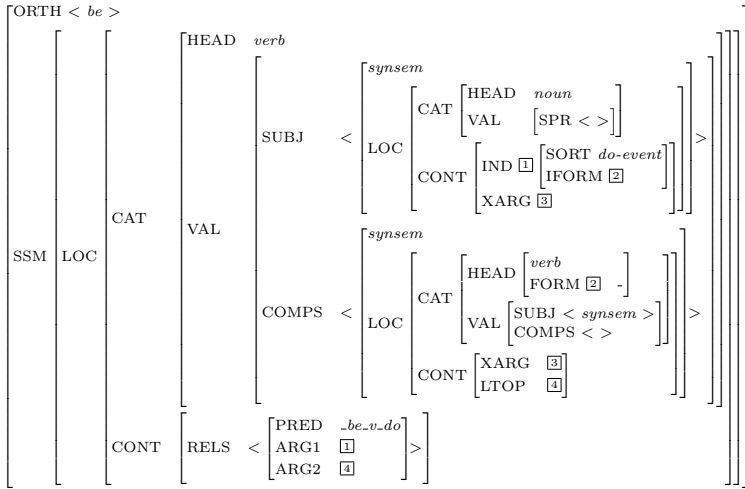 ORTH < be >
HEAD verb
synsem
CAT HEAD noun
VAL SPR < >
SUBJ < LOC >
CONT IND 1 SORT do-event
IFORM 2
XARG 3
CAT VAL
synsem
SSM LOC
HEAD verb
FORM 2 -
CAT
COMPS < LOC >
VAL SUBJ < synsem >
COMPS < >
CONT XARG 3
LTOP 4
PRED _be_v_do
CONT RELS < ARG1 1 >
ARG2 4